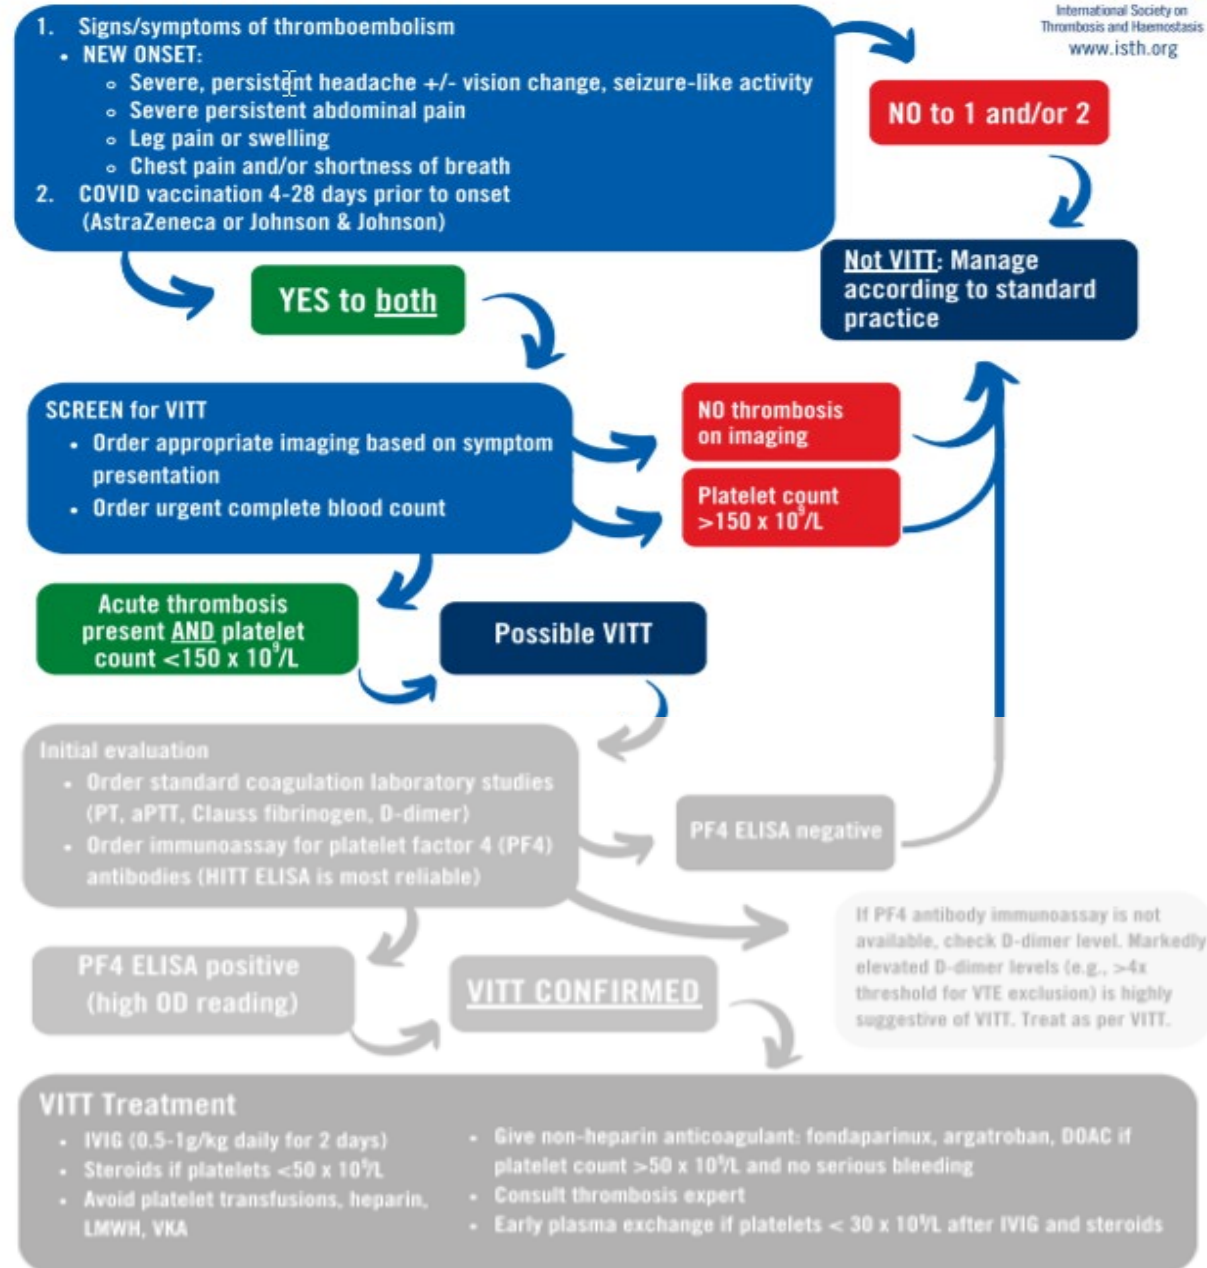 International Society on
Thrombosis and Haemostasis
www.isth.org
1. Signs/symptoms of thromboembolism
• NEW ONSET:
○ Severe, persistent headache +/- vision change, seizure-like activity
○ Severe persistent abdominal pain
○ Leg pain or swelling
○ Chest pain and/or shortness of breath
2. COVID vaccination 4-28 days prior to onset
(AstraZeneca or Johnson & Johnson)
NO to 1 and/or 2
Not VITT: Manage
according to standard
practice
YES to both
SCREEN for VITT
• Order appropriate imaging based on symptom
presentation
• Order urgent complete blood count
NO thrombosis
on imaging
Platelet count
>150 x 10⁹/L
Acute thrombosis
present AND platelet
count <150 x 10⁹/L
Possible VITT
Initial evaluation
• Order standard coagulation laboratory studies
(PT, aPTT, Clauss fibrinogen, D-dimer)
• Order immunoassay for platelet factor 4 (PF4)
antibodies (HITT ELISA is most reliable)
PF4 ELISA negative
If PF4 antibody immunoassay is not
available, check D-dimer level. Markedly
elevated D-dimer levels (e.g., >4x
threshold for VTE exclusion) is highly
suggestive of VITT. Treat as per VITT.
PF4 ELISA positive
(high OD reading)
VITT CONFIRMED
VITT Treatment
• IVIG (0.5-1g/kg daily for 2 days)
• Steroids if platelets <50 x 10⁹/L
• Avoid platelet transfusions, heparin,
LMWH, VKA
• Give non-heparin anticoagulant: fondaparinux, argatroban, DOAC if
platelet count >50 x 10⁹/L and no serious bleeding
• Consult thrombosis expert
• Early plasma exchange if platelets < 30 x 10⁹/L after IVIG and steroids